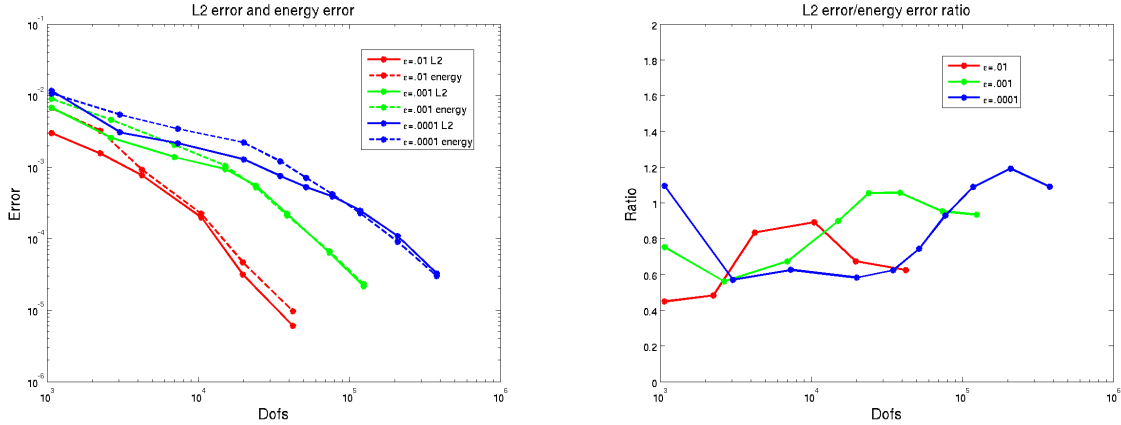 L2 error and energy error
10^-1
10^-2
10^-3
10^-4
10^-5
10^-6
Error
10^3
10^4
10^5
10^6
Dofs
ε=.01 L2
ε=.01 energy
ε=.001 L2
ε=.001 energy
ε=.0001 L2
ε=.0001 energy
L2 error/energy error ratio
2
1.8
1.6
1.4
1.2
1
0.8
0.6
0.4
0.2
0
Ratio
10^3
10^4
10^5
10^6
Dofs
ε=.01
ε=.001
ε=.0001